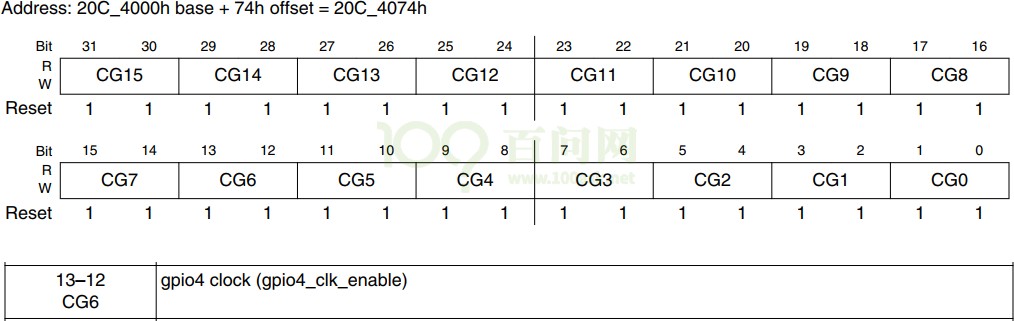 Address: 20C_4000h base + 74h offset = 20C_4074h
Bit 31 30 29 28 27 26 25 24 23 22 21 20 19 18 17 16
R
W
CG15 CG14 CG13 CG12 CG11 CG10 CG9 CG8
Reset 1 1 1 1 1 1 1 1 1 1 1 1 1 1 1 1
百问网
Bit 15 14 13 12 11 10 9 8 7 6 5 4 3 2 1 0
R
W
CG7 CG6 CG5 CG4 CG3 CG2 CG1 CG0
Reset 1 1 1 1 1 1 1 1 1 1 1 1 1 1 1 1
13–12
CG6
gpio4 clock (gpio4_clk_enable)